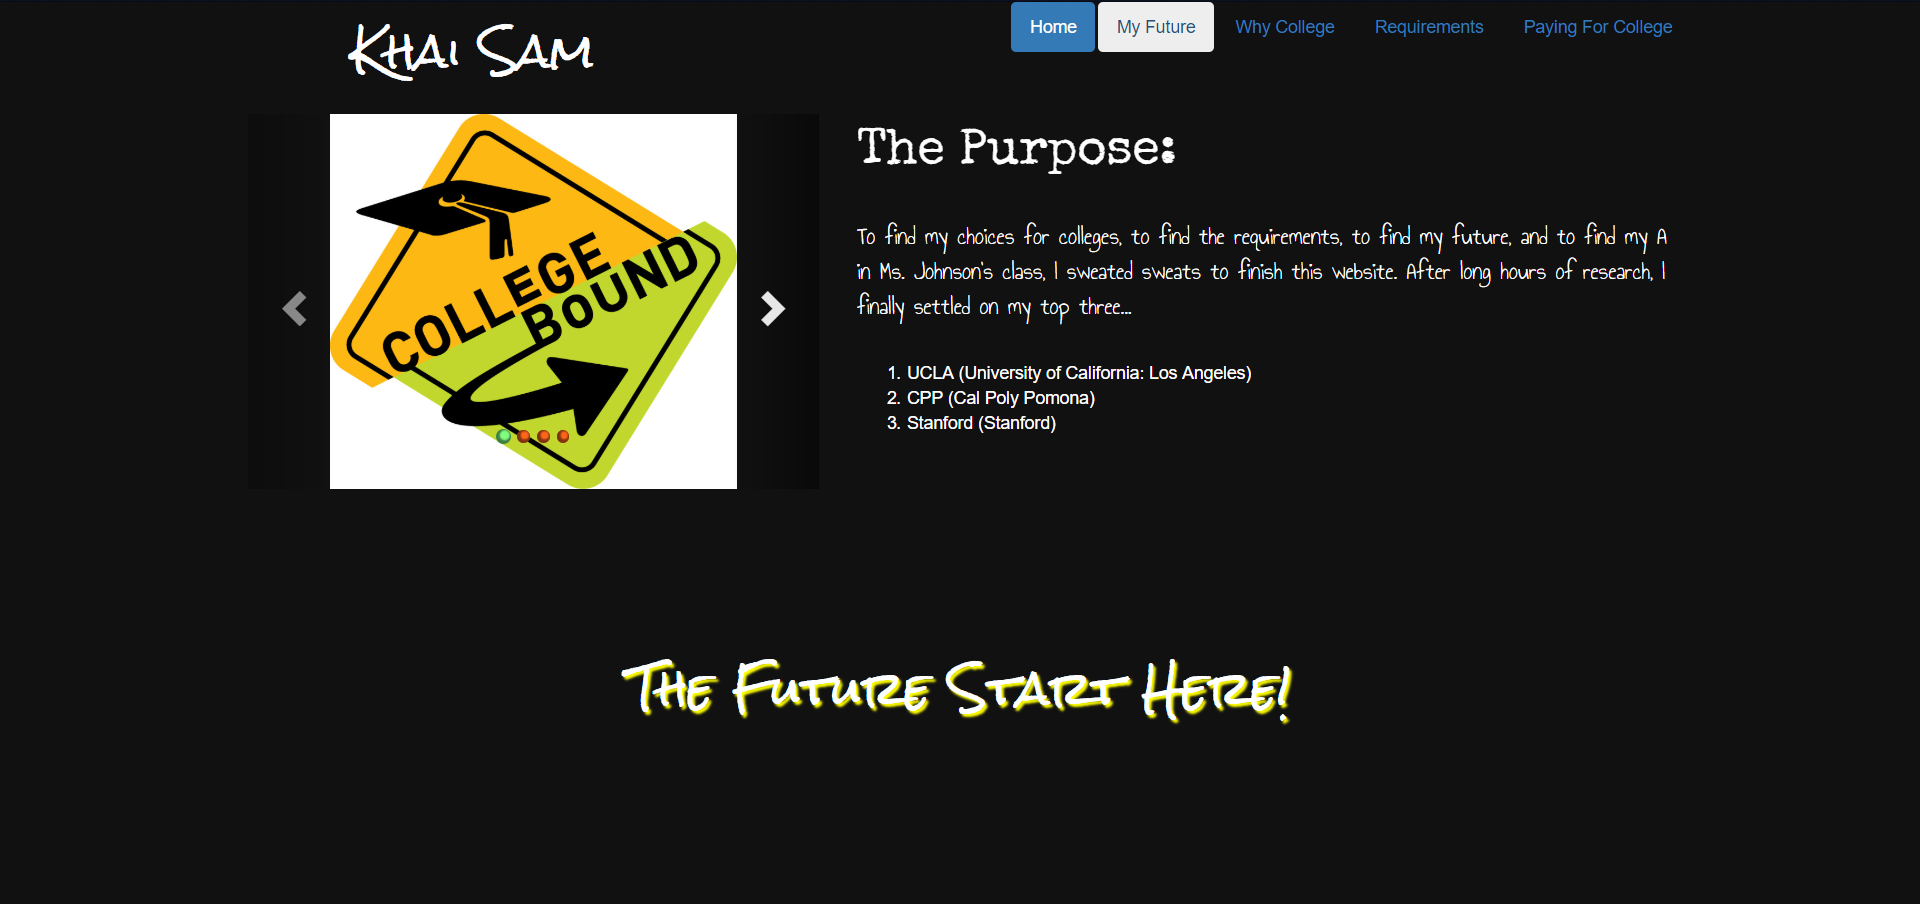 Khai Sam
Home My Future Why College Requirements Paying For College
COLLEGE
BOUND
The Purpose:
To find my choices for colleges, to find the requirements, to find my future, and to find my A
in Ms. Johnson's class, I sweated sweats to finish this website. After long hours of research, I
finally settled on my top three...
1. UCLA (University of California: Los Angeles)
2. CPP (Cal Poly Pomona)
3. Stanford (Stanford)
The Future Start Here!